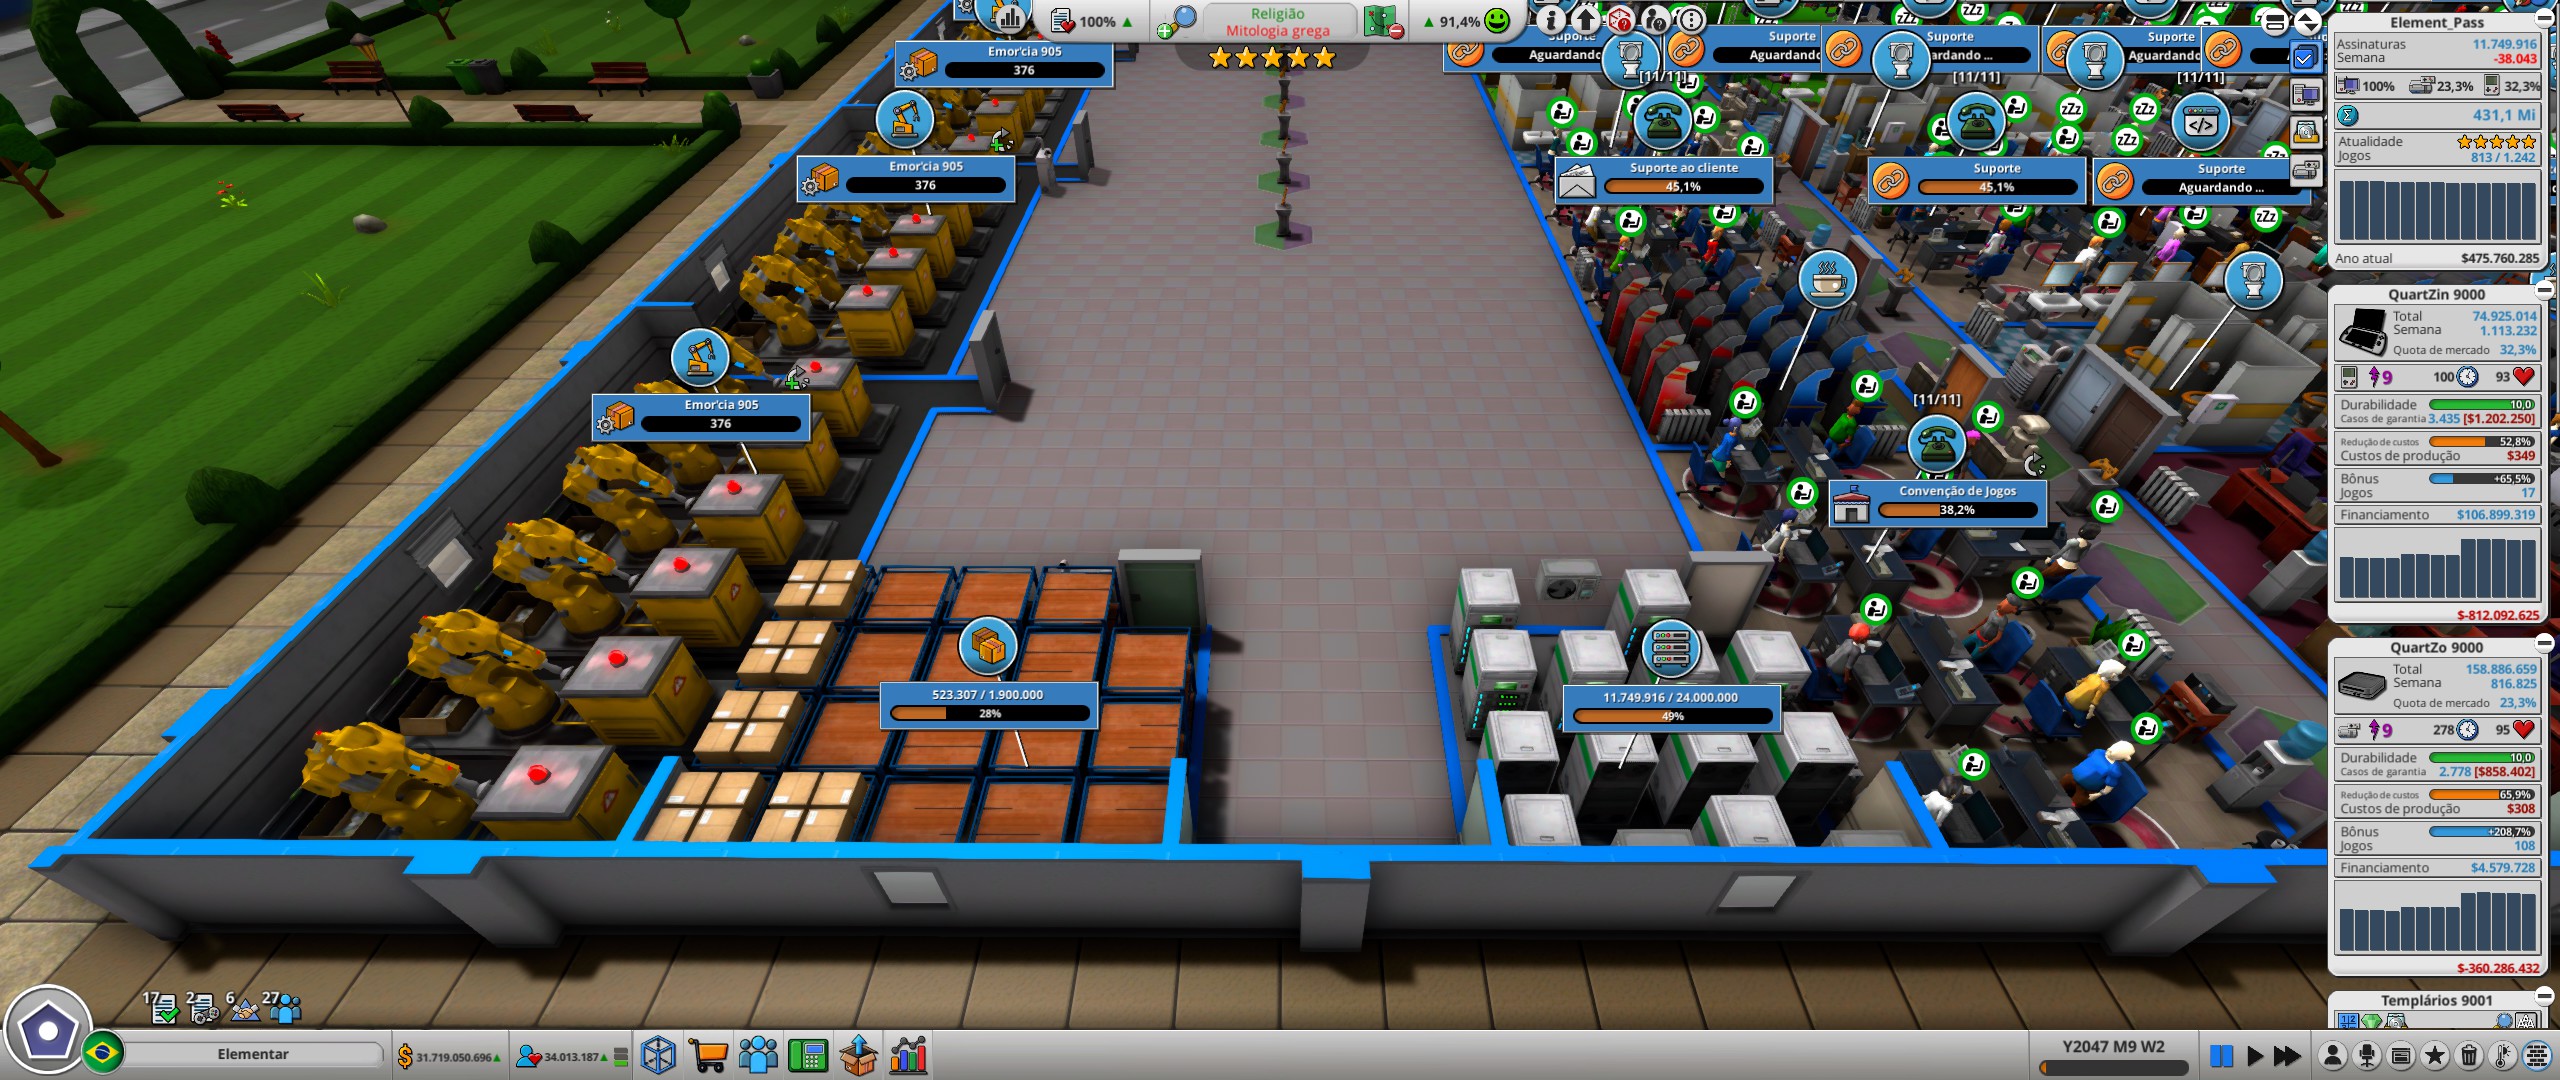 100%
Religião
Mitologia grega
91,4%
Emor'cia 905
376
Emor'cia 905
376
Emor'cia 905
376
Suporte
Aguardando
Suporte
Aguardando
Suporte
ardando ...
Suporte
Aguardando
[11/11]
[11/11]
[11/11]
Suporte ao cliente
45,1%
Suporte
45,1%
Suporte
Aguardando ...
[11/11]
Convenção de Jogos
38,2%
523.307 / 1.900.000
28%
11.749.916 / 24.000.000
49%
Element_Pass
Assinaturas 11.749.916
Semana -38.043
100% 23,3% 32,3%
431,1 Mi
Atualidade
Jogos 813 / 1.242
Ano atual $475.760.285
QuartZin 9000
Total 74.925.014
Semana 1.113.232
Quota de mercado 32,3%
9 100 93
Durabilidade 10,0
Casos de garantia 3.435 [$1.202.250]
Redução de custos 52,8%
Custos de produção $349
Bônus +65,5%
Jogos 17
Financiamento $106.899.319
$-812.092.625
QuartZo 9000
Total 158.886.659
Semana 816.825
Quota de mercado 23,3%
9 278 95
Durabilidade 10,0
Casos de garantia 2.778 [$858.402]
Redução de custos 65,9%
Custos de produção $308
Bônus +208,7%
Jogos 108
Financiamento $4.579.728
$-360.286.432
Templários 9001
17 2 6 27
Elementar
31.719.050.696
34.013.187
Y2047 M9 W2